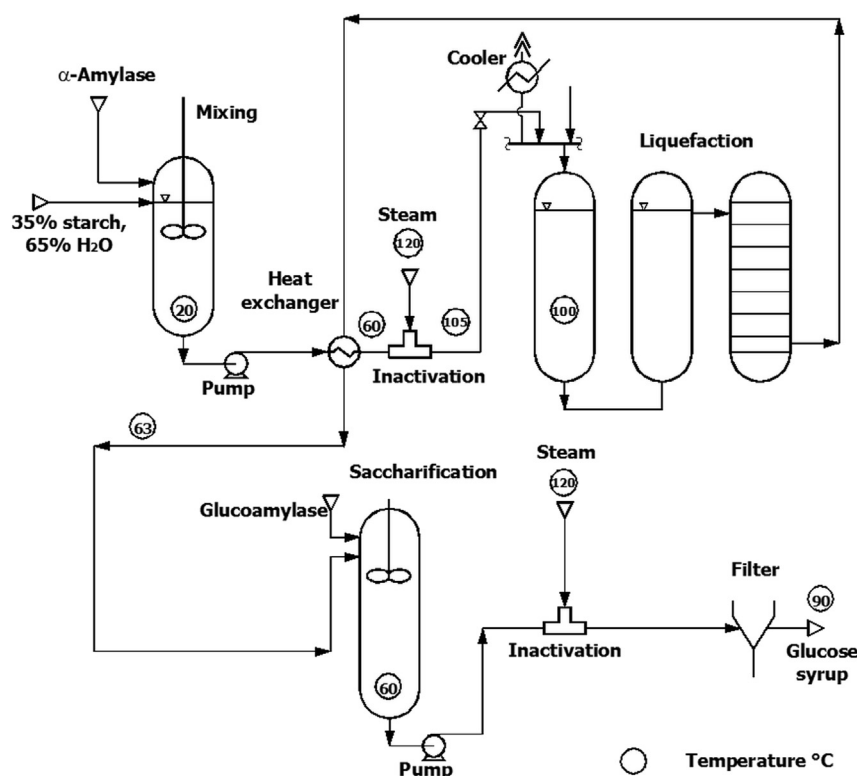 Cooler
α-Amylase
Mixing
Liquefaction
35% starch,
65% H₂O
Steam
120
Heat
exchanger
20
60
105
100
Pump
Inactivation
63
Saccharification
Steam
120
Glucoamylase
Filter
90
Inactivation
Glucose
syrup
60
Pump
Temperature °C